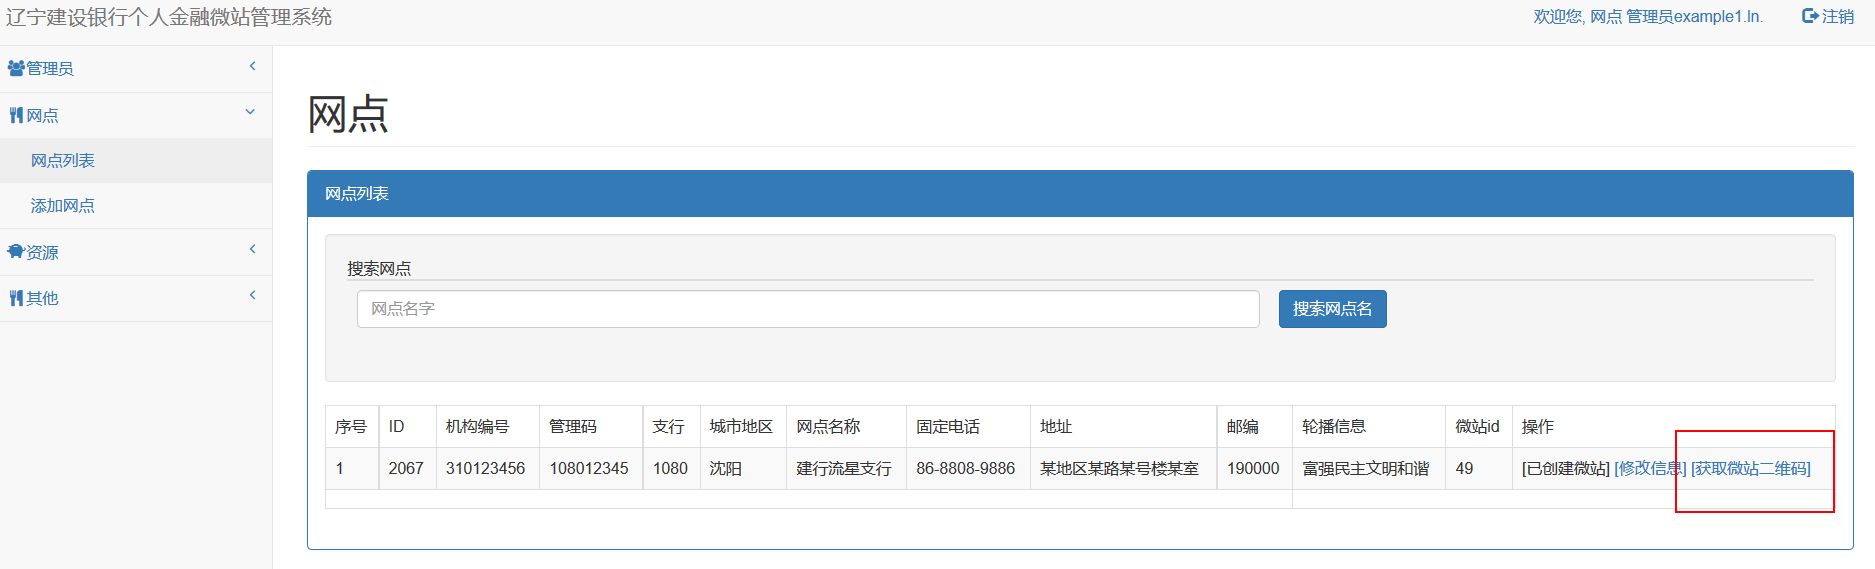 辽宁建设银行个人金融微站管理系统
欢迎您, 网点 管理员example1.ln. 注销
管理员
网点
网点列表
添加网点
资源
其他
网点
网点列表
搜索网点
网点名字 搜索网点名
序号 ID 机构编号 管理码 支行 城市地区 网点名称 固定电话 地址 邮编 轮播信息 微站id 操作
1 2067 310123456 108012345 1080 沈阳 建行流星支行 86-8808-9886 某地区某路某号楼某室 190000 富强民主文明和谐 49 [已创建微站] [修改信息] [获取微站二维码]